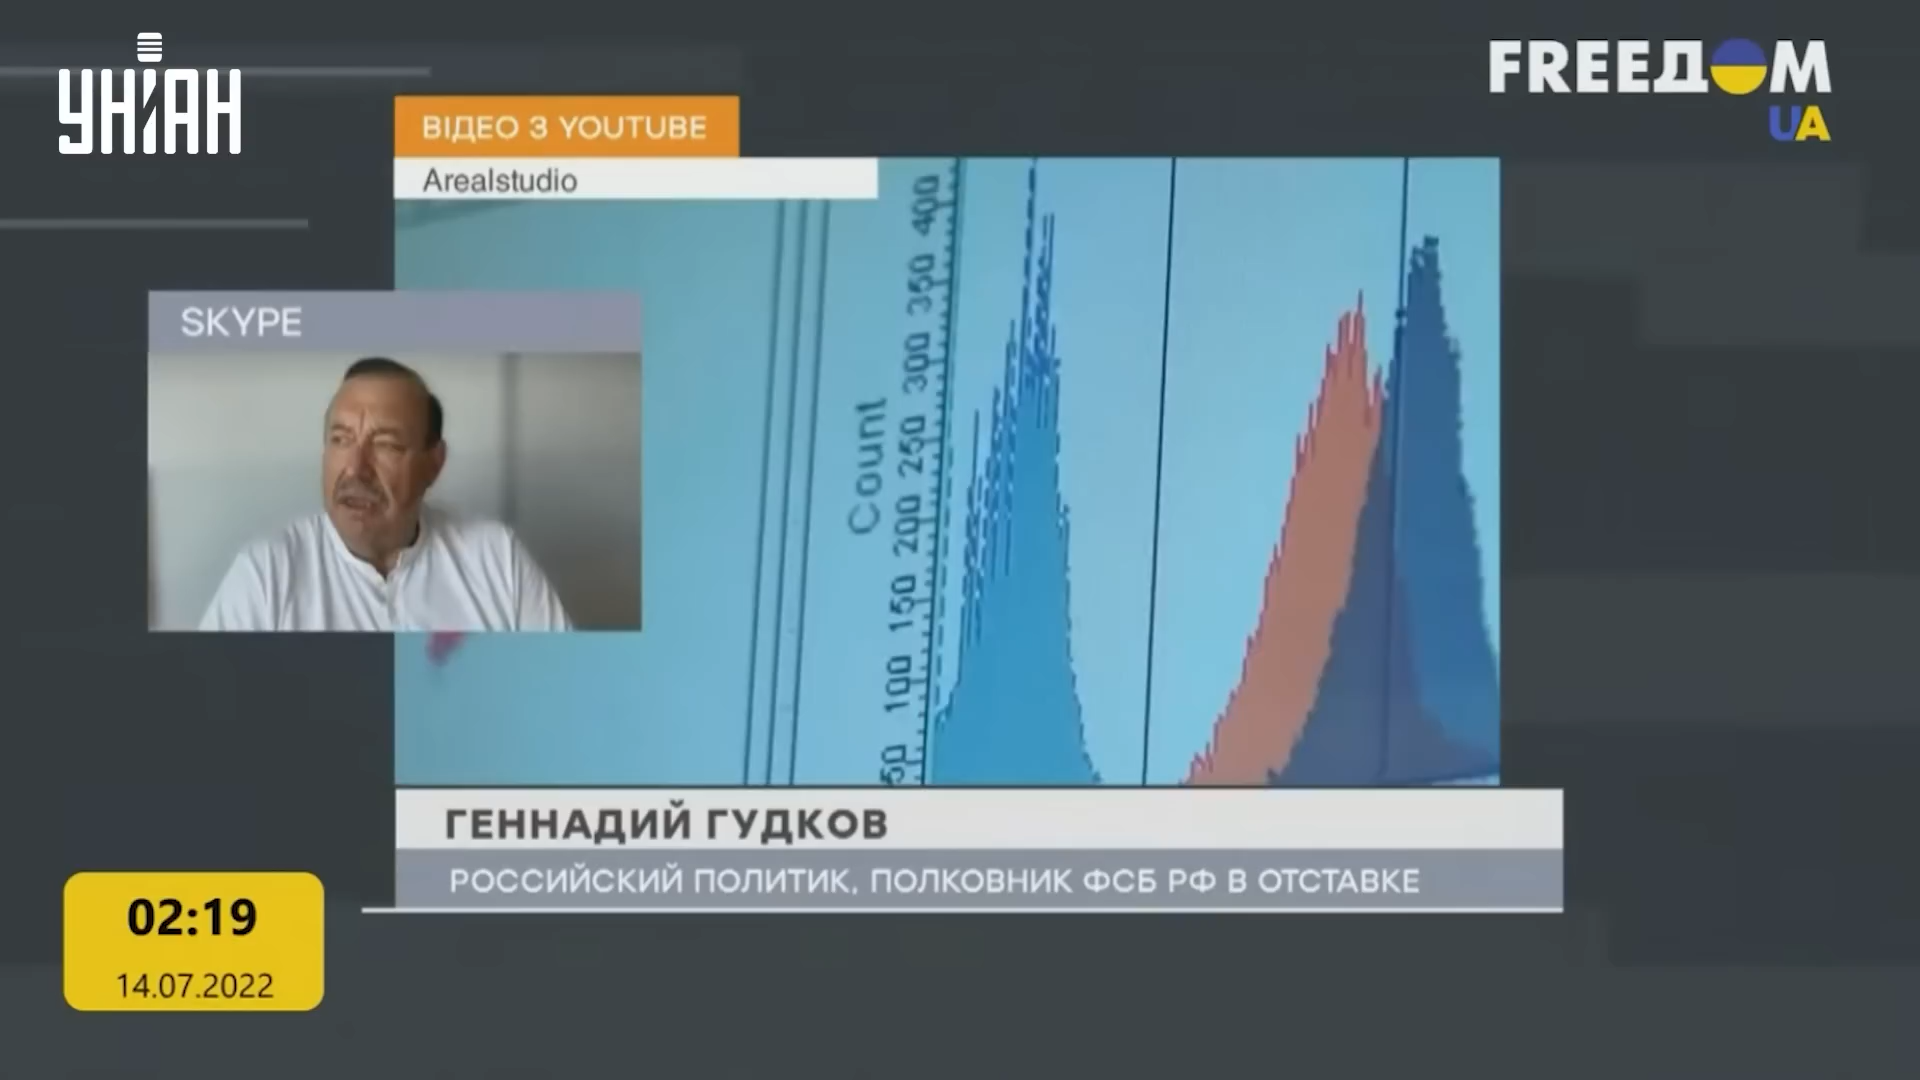 УНІАН
FREEДОM
UA
ВІДЕО З YOUTUBE
Arealstudio
SKYPE
Count
400
350
300
250
200
150
100
50
ГЕННАДИЙ ГУДКОВ
РОССИЙСКИЙ ПОЛИТИК, ПОЛКОВНИК ФСБ РФ В ОТСТАВКЕ
02:19
14.07.2022